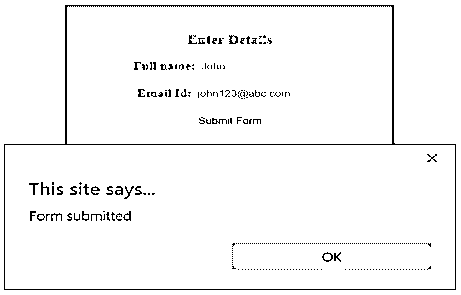 Enter Details
Full name: John
Email Id: john123@abc.com
Submit Form
×
This site says...
Form submitted
OK